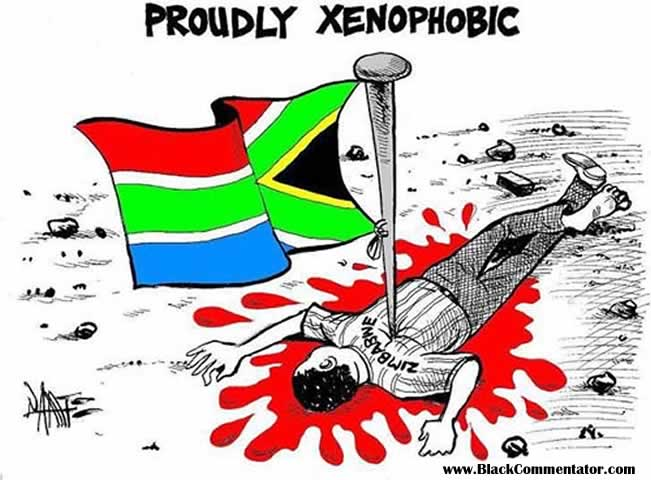 PROUDLY XENOPHOBIC
ZIMBABWE
www.BlackCommentator.com